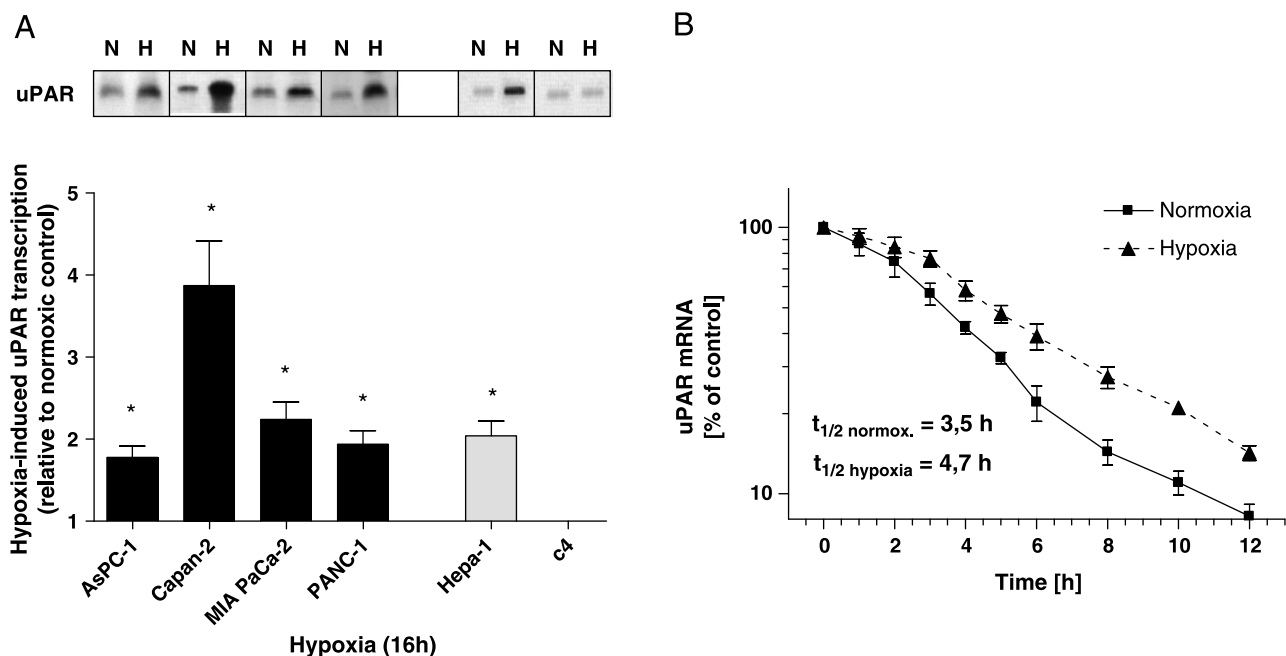 A
N H N H N H N H N H N H
uPAR
Hypoxia-induced uPAR transcription
(relative to normoxic control)
5
4
3
2
1
* * * * *
AsPC-1
Capan-2
MIA PaCa-2
PANC-1
Hepa-1
c4
Hypoxia (16h)
B
Normoxia
Hypoxia
uPAR mRNA
[% of control]
100
10
t1/2 normox. = 3,5 h
t1/2 hypoxia = 4,7 h
0 2 4 6 8 10 12
Time [h]